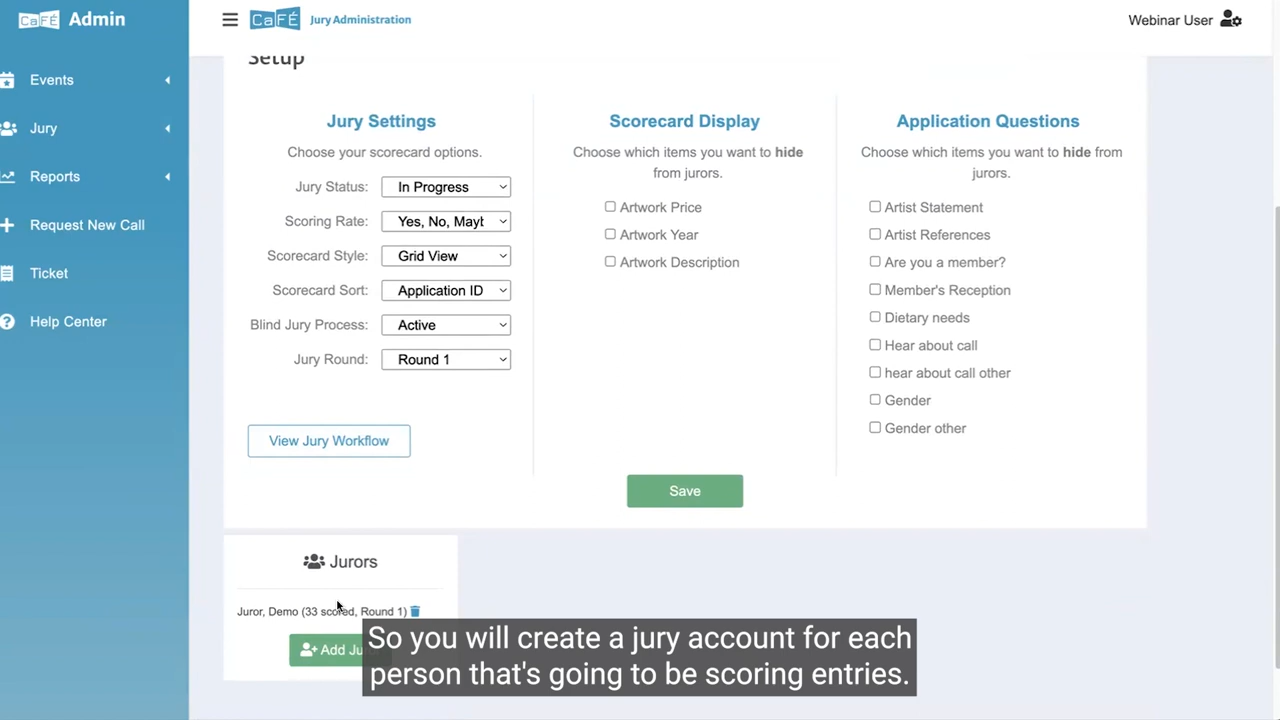 CaFÉ Admin
CaFÉ Jury Administration
Webinar User
Events
Jury
Reports
Request New Call
Ticket
Help Center
Setup
Jury Settings
Choose your scorecard options.
Jury Status: In Progress
Scoring Rate: Yes, No, Mayb
Scorecard Style: Grid View
Scorecard Sort: Application ID
Blind Jury Process: Active
Jury Round: Round 1
View Jury Workflow
Scorecard Display
Choose which items you want to hide
from jurors.
Artwork Price
Artwork Year
Artwork Description
Application Questions
Choose which items you want to hide from
jurors.
Artist Statement
Artist References
Are you a member?
Member's Reception
Dietary needs
Hear about call
hear about call other
Gender
Gender other
Save
Jurors
Juror, Demo (33 scored, Round 1)
Add Ju
So you will create a jury account for each
person that's going to be scoring entries.